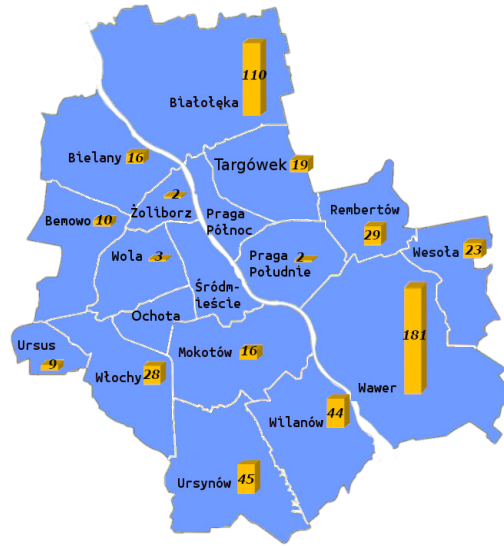 110
Białołęka
Bielany 16
Targówek 19
2
Żoliborz
Bemowo 10
Praga
Północ
Rembertów
29
Wesoła 23
Wola 3
Praga 2
Południe
Śródm-
ieście
Ochota
181
Wawer
Ursus
9
Włochy 28
Mokotów 16
Wilanów 44
Ursynów 45